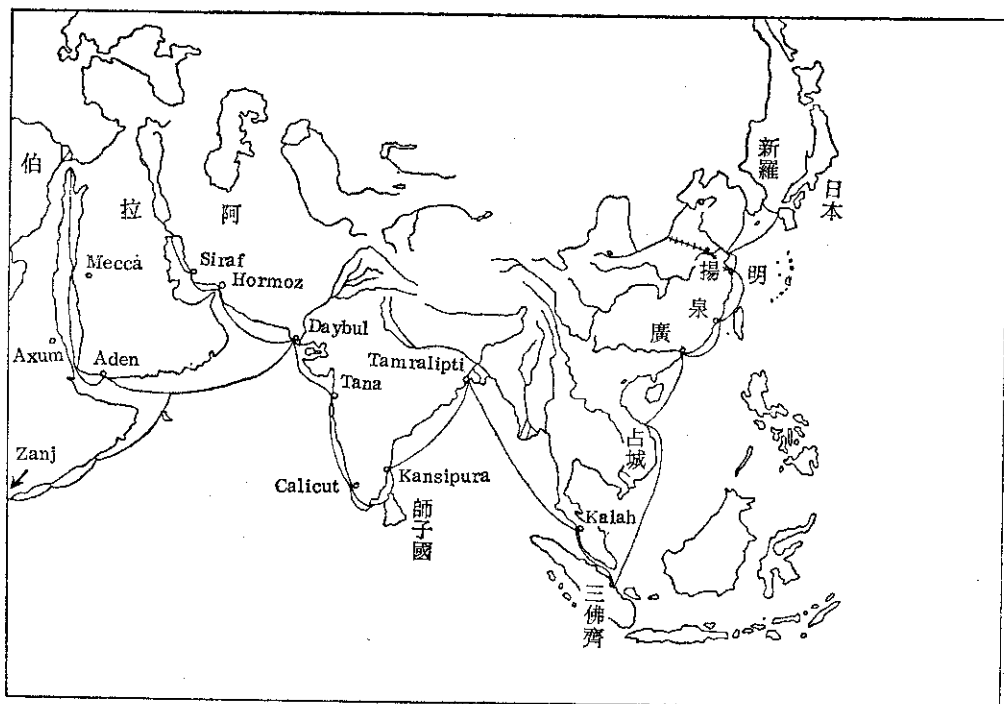 新羅
日本
伯
拉
阿
Mecca
Siraf
Hormoz
揚
明
泉
廣
Daybul
Axum
Aden
Tamralipti
Tana
占城
Zanj
Calicut
Kansipura
師子國
Kalah
三佛齊